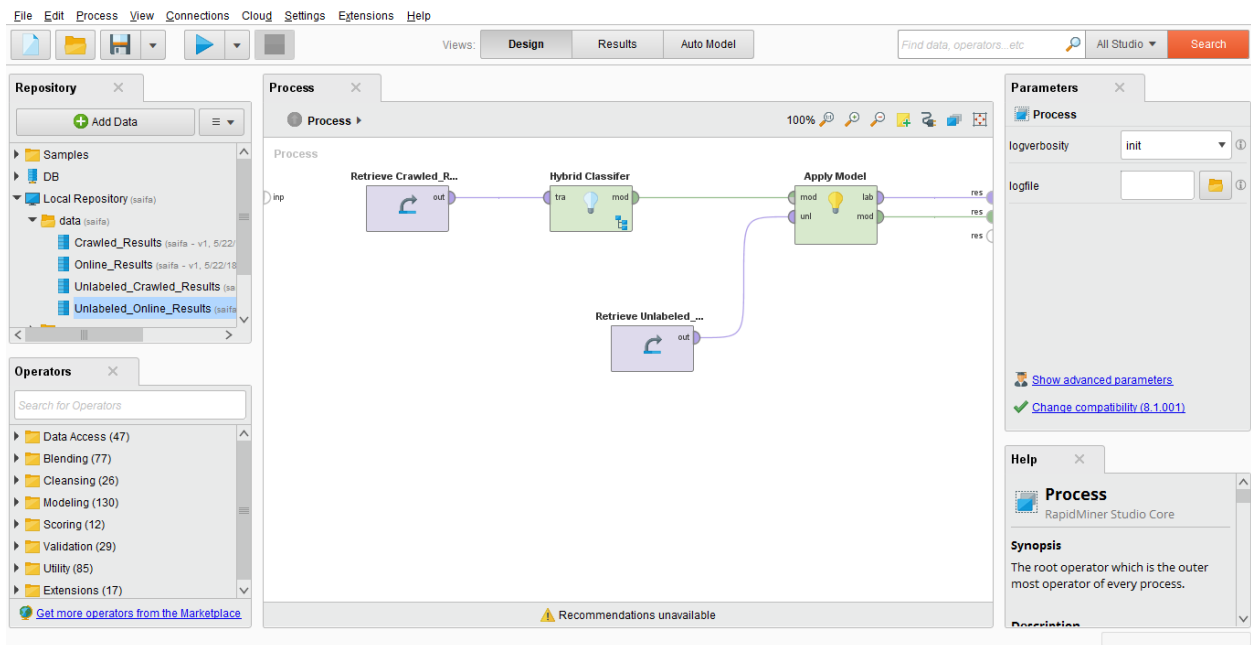 File Edit Process View Connections Cloud Settings Extensions Help
Views: Design Results Auto Model Find data, operators...etc All Studio Search
Repository
Add Data
Samples
DB
Local Repository (saifa)
data (saifa)
Crawled_Results (saifa - v1, 5/22/
Online_Results (saifa - v1, 5/22/18
Unlabeled_Crawled_Results (sa
Unlabeled_Online_Results (saifa
Operators
Search for Operators
Data Access (47)
Blending (77)
Cleansing (26)
Modeling (130)
Scoring (12)
Validation (29)
Utility (85)
Extensions (17)
Get more operators from the Marketplace
Process
Process
100%
Process
inp
Retrieve Crawled_R...
out
Hybrid Classifer
tra mod
Apply Model
mod lab
unl mod
res
res
res
Retrieve Unlabeled_...
out
Recommendations unavailable
Parameters
Process
logverbosity init
logfile
Show advanced parameters
Change compatibility (8.1.001)
Help
Process
RapidMiner Studio Core
Synopsis
The root operator which is the outer
most operator of every process.
Description